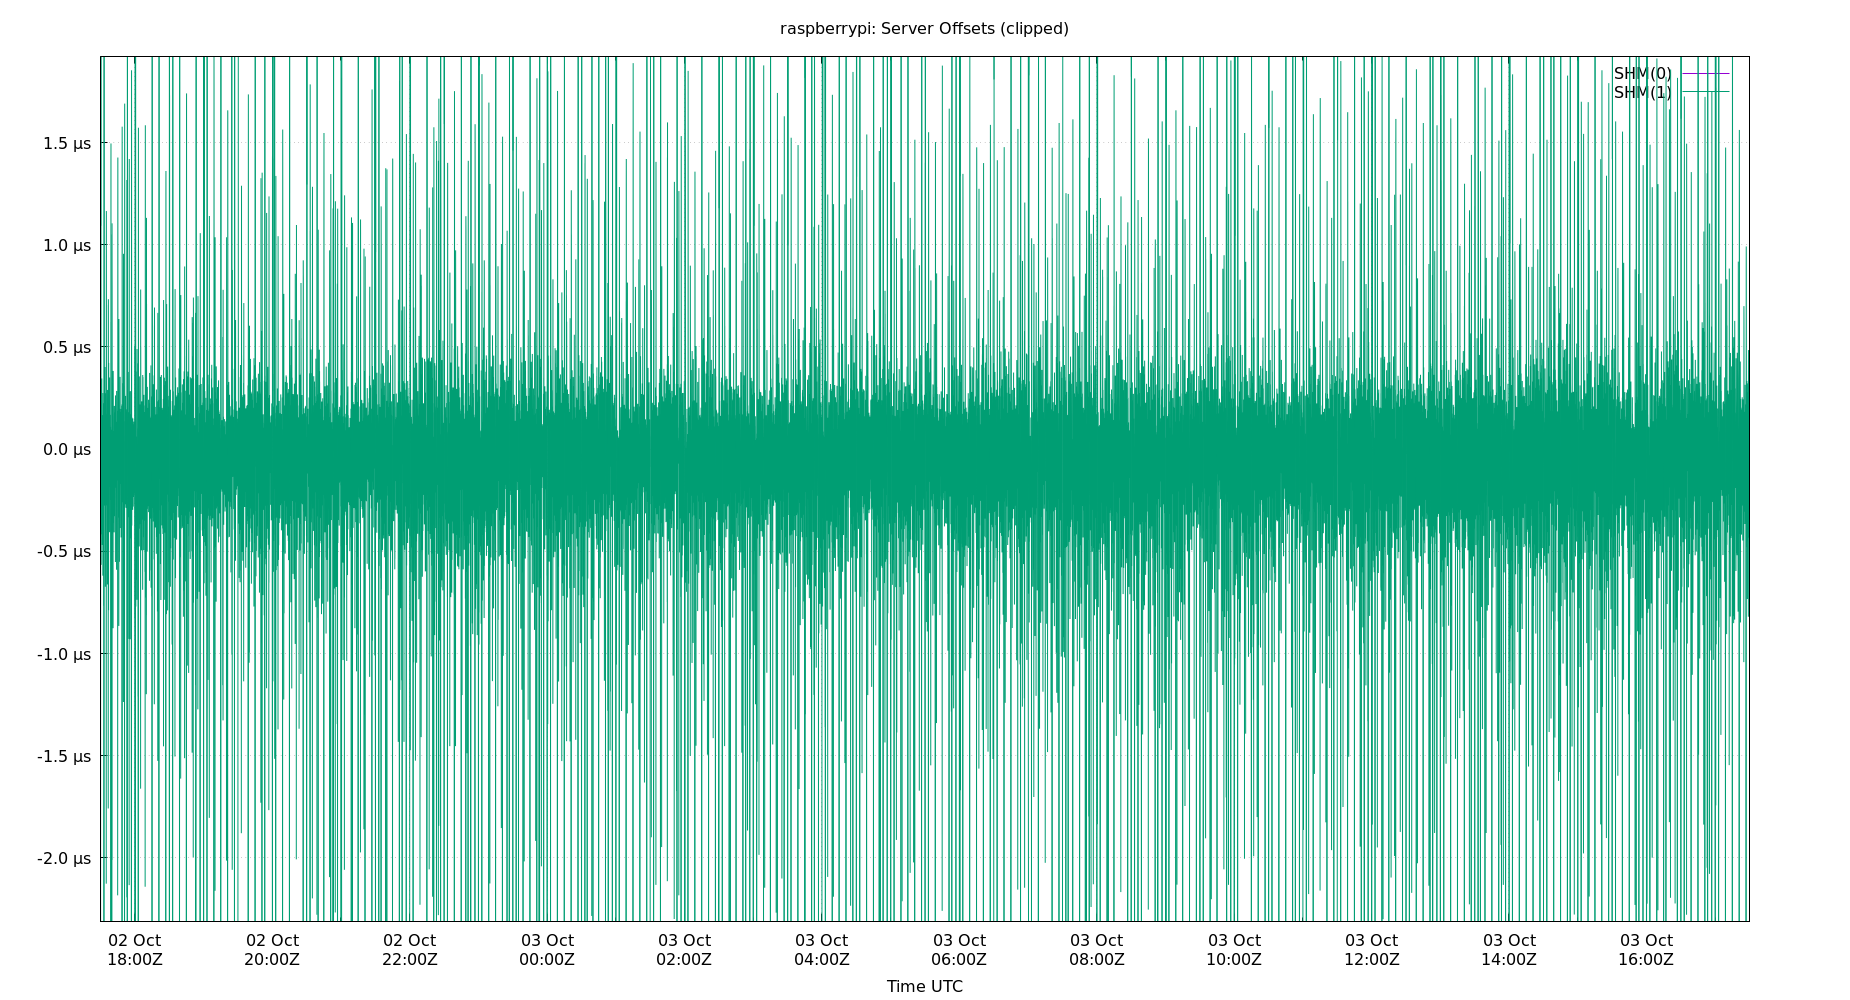 raspberrypi: Server Offsets (clipped)
SHM(0)
SHM(1)
1.5 µs
1.0 µs
0.5 µs
0.0 µs
-0.5 µs
-1.0 µs
-1.5 µs
-2.0 µs
02 Oct 02 Oct 02 Oct 03 Oct 03 Oct 03 Oct 03 Oct 03 Oct 03 Oct 03 Oct 03 Oct 03 Oct
18:00Z 20:00Z 22:00Z 00:00Z 02:00Z 04:00Z 06:00Z 08:00Z 10:00Z 12:00Z 14:00Z 16:00Z
Time UTC